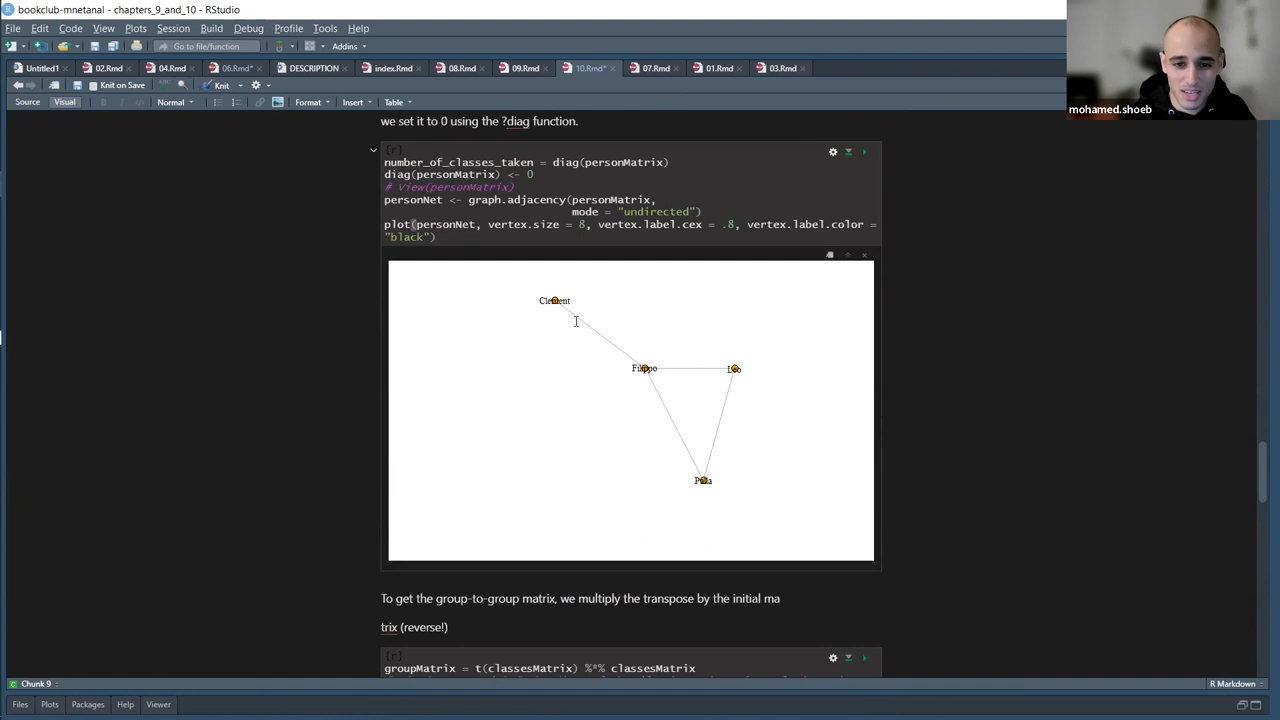 bookclub-mnetanal - chapters_9_and_10 - RStudio
File Edit Code View Plots Session Build Debug Profile Tools Help
Go to file/function Addins
Untitled1 02.Rmd 04.Rmd 06.Rmd* DESCRIPTION index.Rmd 08.Rmd 09.Rmd 10.Rmd* 07.Rmd 01.Rmd 03.Rmd
Knit on Save Knit
Source Visual B I Normal Format Insert Table
mohamed.shoeb
we set it to 0 using the ?diag function.
[r]
number_of_classes_taken = diag(personMatrix)
diag(personMatrix) <- 0
# View(personMatrix)
personNet <- graph.adjacency(personMatrix,
mode = "undirected")
plot(personNet, vertex.size = 8, vertex.label.cex = .8, vertex.label.color =
"black")
Clement
Filippo Leo
To get the group-to-group matrix, we multiply the transpose by the initial ma
trix (reverse!)
[r]
groupMatrix = t(classesMatrix) %*% classesMatrix
Chunk 9 R Markdown
Files Plots Packages Help Viewer